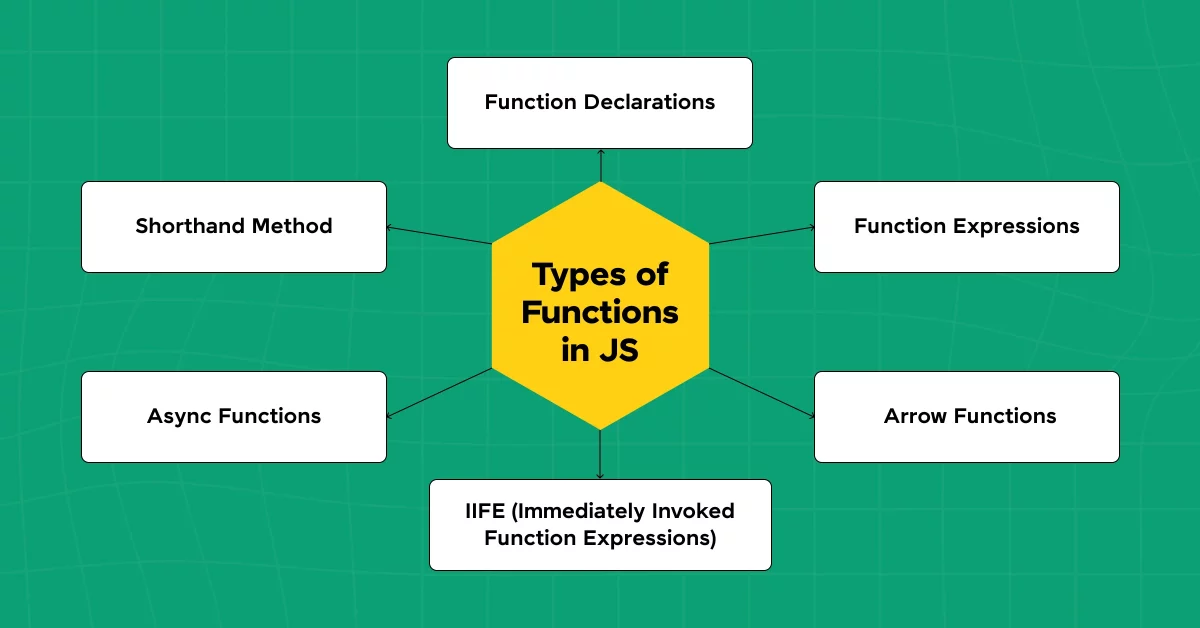 Function Declarations
Shorthand Method
Function Expressions
Types of
Functions
in JS
Async Functions
Arrow Functions
IIFE (Immediately Invoked
Function Expressions)